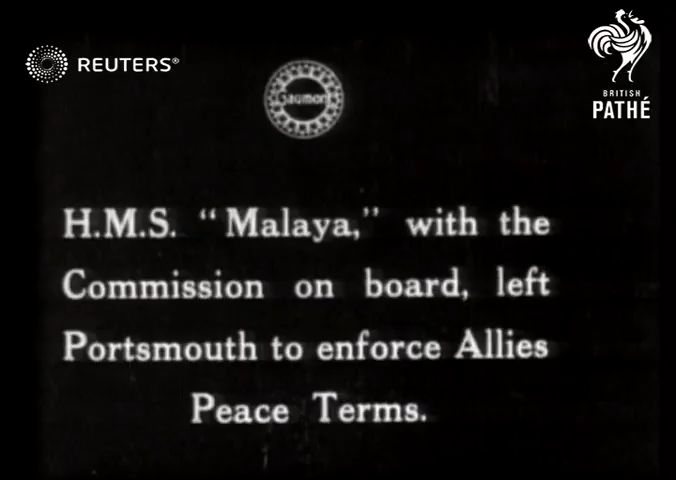 REUTERS®
BRITISH
PATHÉ
Gaumont
H.M.S. “Malaya,” with the
Commission on board, left
Portsmouth to enforce Allies
Peace Terms.